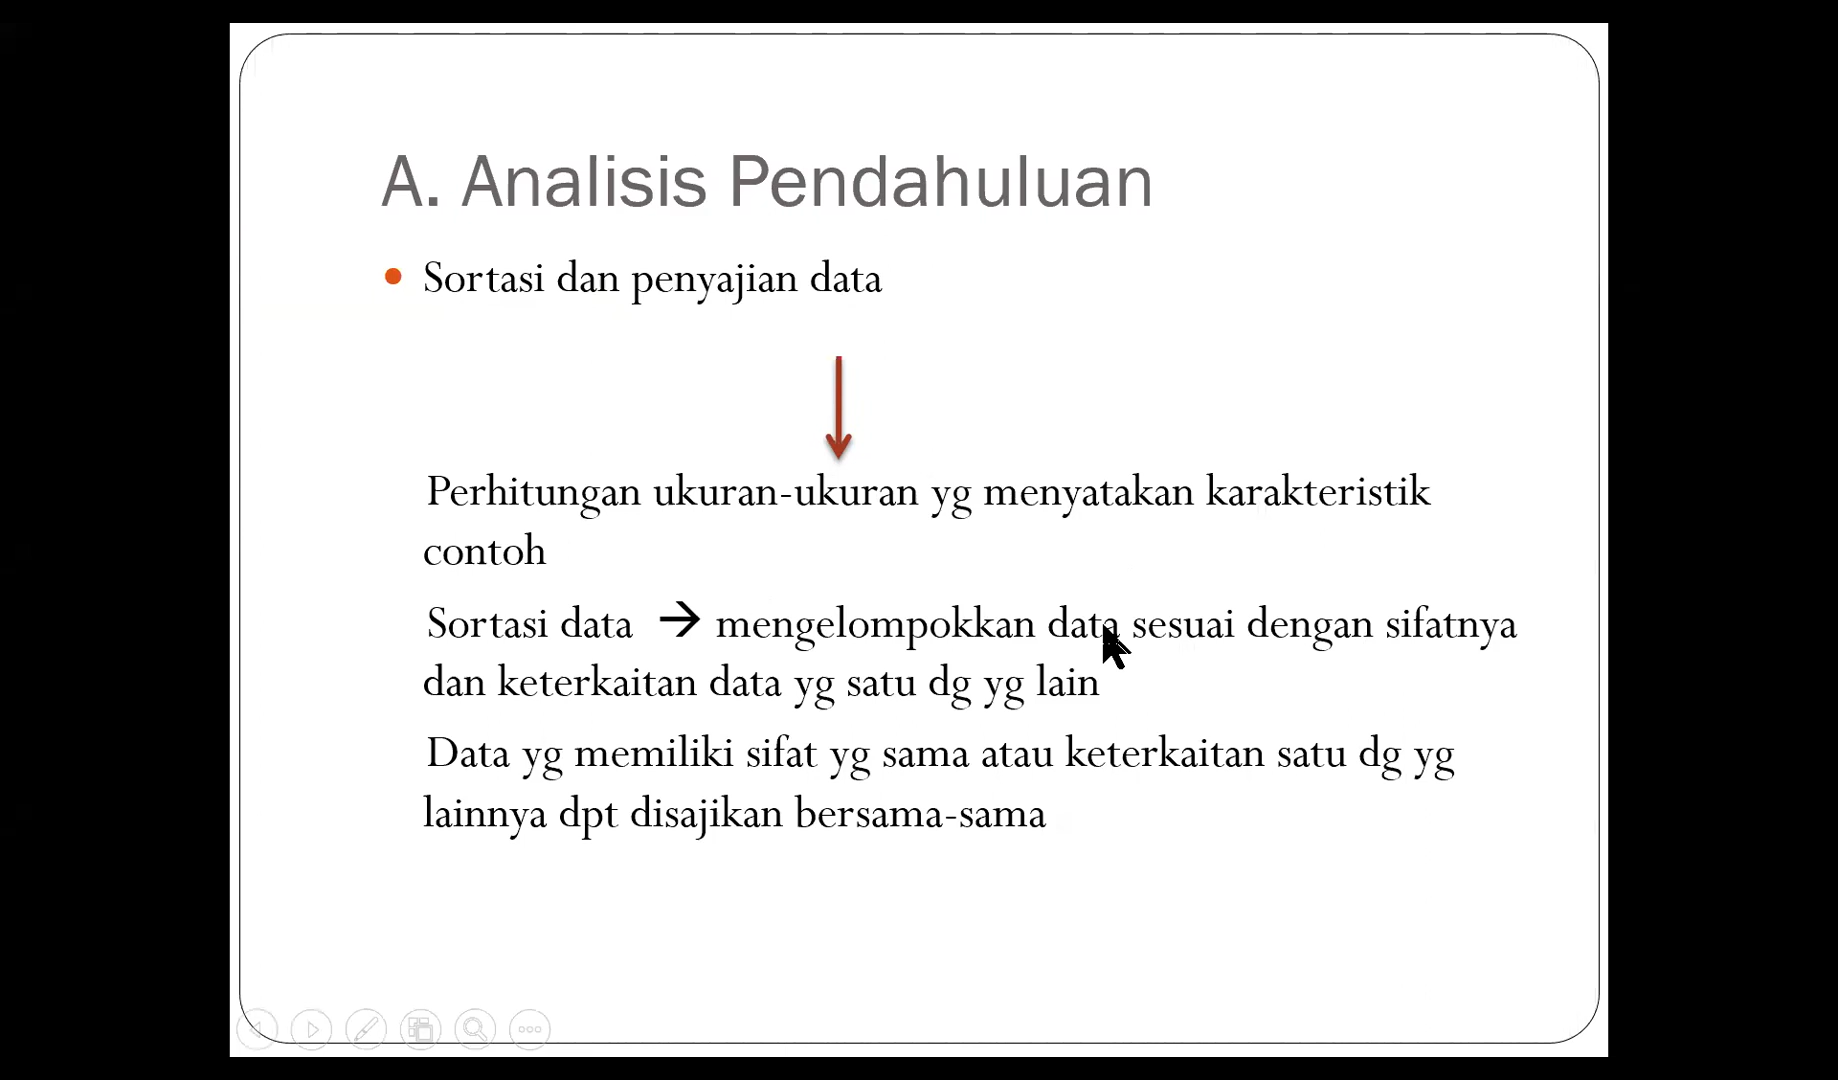 A. Analisis Pendahuluan
Sortasi dan penyajian data
Perhitungan ukuran-ukuran yg menyatakan karakteristik
contoh
Sortasi data → mengelompokkan data sesuai dengan sifatnya
dan keterkaitan data yg satu dg yg lain
Data yg memiliki sifat yg sama atau keterkaitan satu dg yg
lainnya dpt disajikan bersama-sama